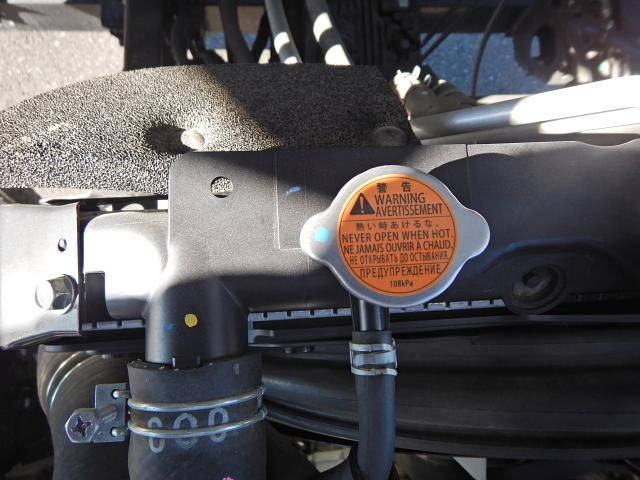 警告
WARNING
AVERTISSEMENT
熱い時あけるな。
NEVER OPEN WHEN HOT.
NE JAMAIS OUVRIR À CHAUD.
НЕ ОТКРЫВАТЬ ДО ОСТЫВАНИЯ.
ПРЕДУПРЕЖДЕНИЕ
108kPa